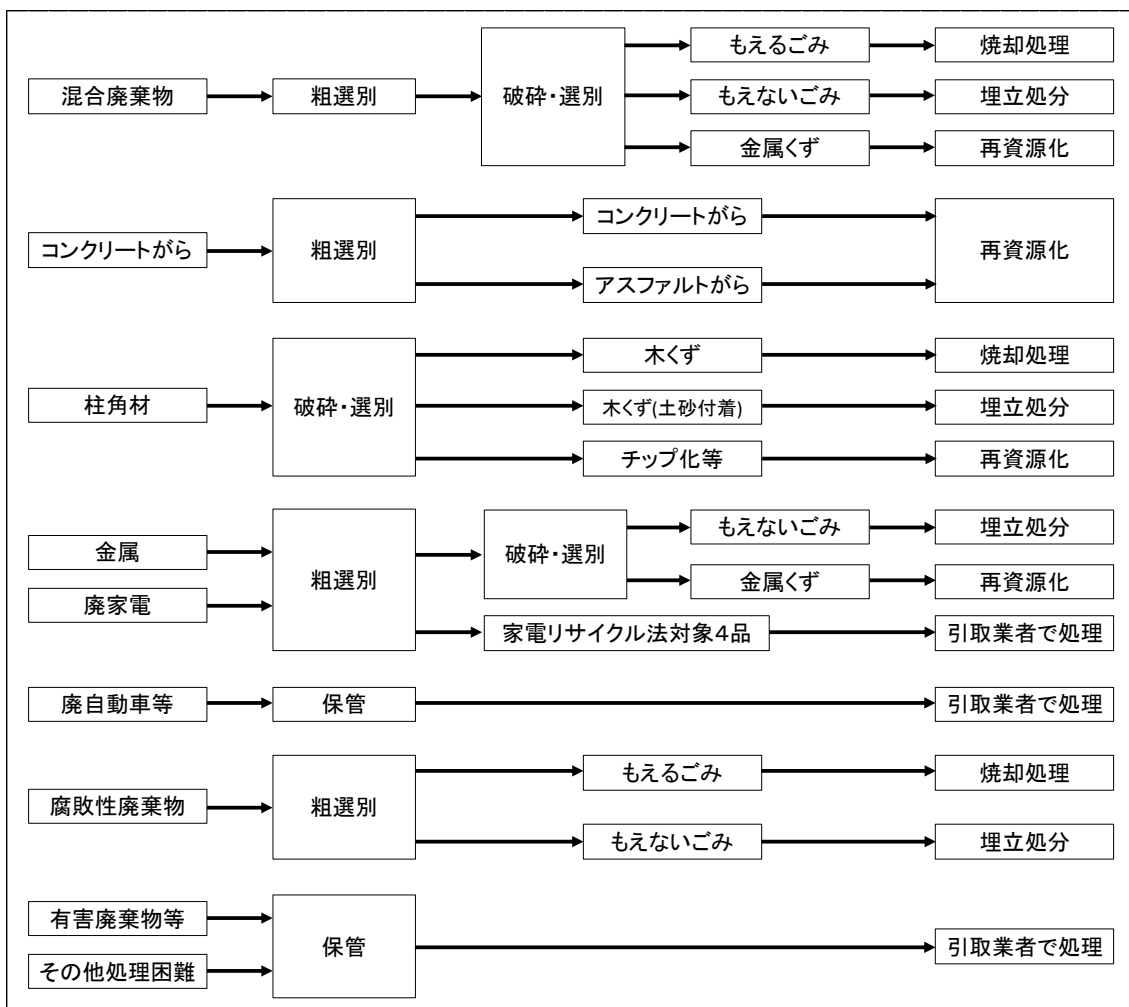 もえるごみ
焼却処理
混合廃棄物
粗選別
破砕・選別
もえないごみ
埋立処分
金属くず
再資源化
コンクリートがら
粗選別
コンクリートがら
アスファルトがら
再資源化
柱角材
破砕・選別
木くず
焼却処理
木くず(土砂付着)
埋立処分
チップ化等
再資源化
金属
廃家電
粗選別
破砕・選別
もえないごみ
埋立処分
金属くず
再資源化
家電リサイクル法対象4品
引取業者で処理
廃自動車等
保管
引取業者で処理
腐敗性廃棄物
粗選別
もえるごみ
焼却処理
もえないごみ
埋立処分
有害廃棄物等
その他処理困難
保管
引取業者で処理